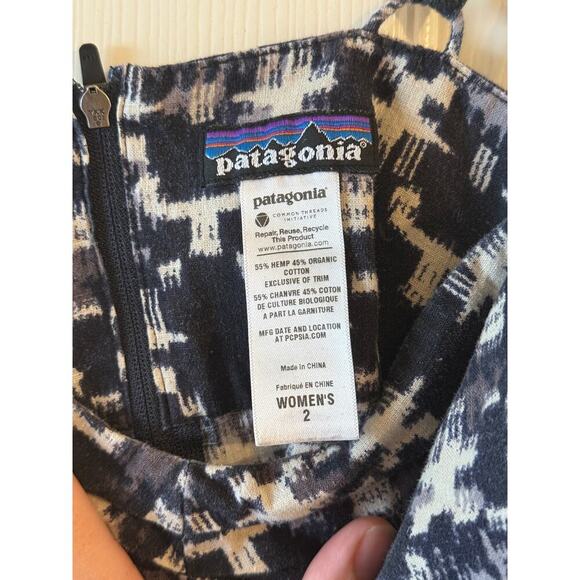 patagonia®
patagonia®
COMMON THREADS
INITIATIVE
Repair, Reuse, Recycle
This Product
www.patagonia.com
55% HEMP 45% ORGANIC
COTTON
EXCLUSIVE OF TRIM
55% CHANVRE 45% COTON
DE CULTURE BIOLOGIQUE
A PART LA GARNITURE
MFG DATE AND LOCATION
AT PCPSIA.COM
Made in CHINA
Fabriqué EN CHINE
WOMEN'S
2